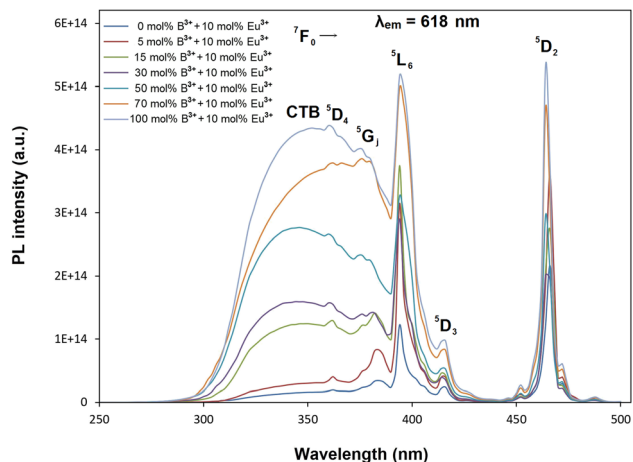 0 mol% B³⁺+10 mol% Eu³⁺
5 mol% B³⁺+10 mol% Eu³⁺
15 mol% B³⁺+10 mol% Eu³⁺
30 mol% B³⁺+10 mol% Eu³⁺
50 mol% B³⁺+10 mol% Eu³⁺
70 mol% B³⁺+10 mol% Eu³⁺
100 mol% B³⁺+10 mol% Eu³⁺
⁷F₀ →
λem = 618 nm
CTB ⁵D₄
⁵Gⱼ
⁵L₆
⁵D₃
⁵D₂
PL intensity (a.u.)
6E+14
5E+14
4E+14
3E+14
2E+14
1E+14
0
250 300 350 400 450 500
Wavelength (nm)